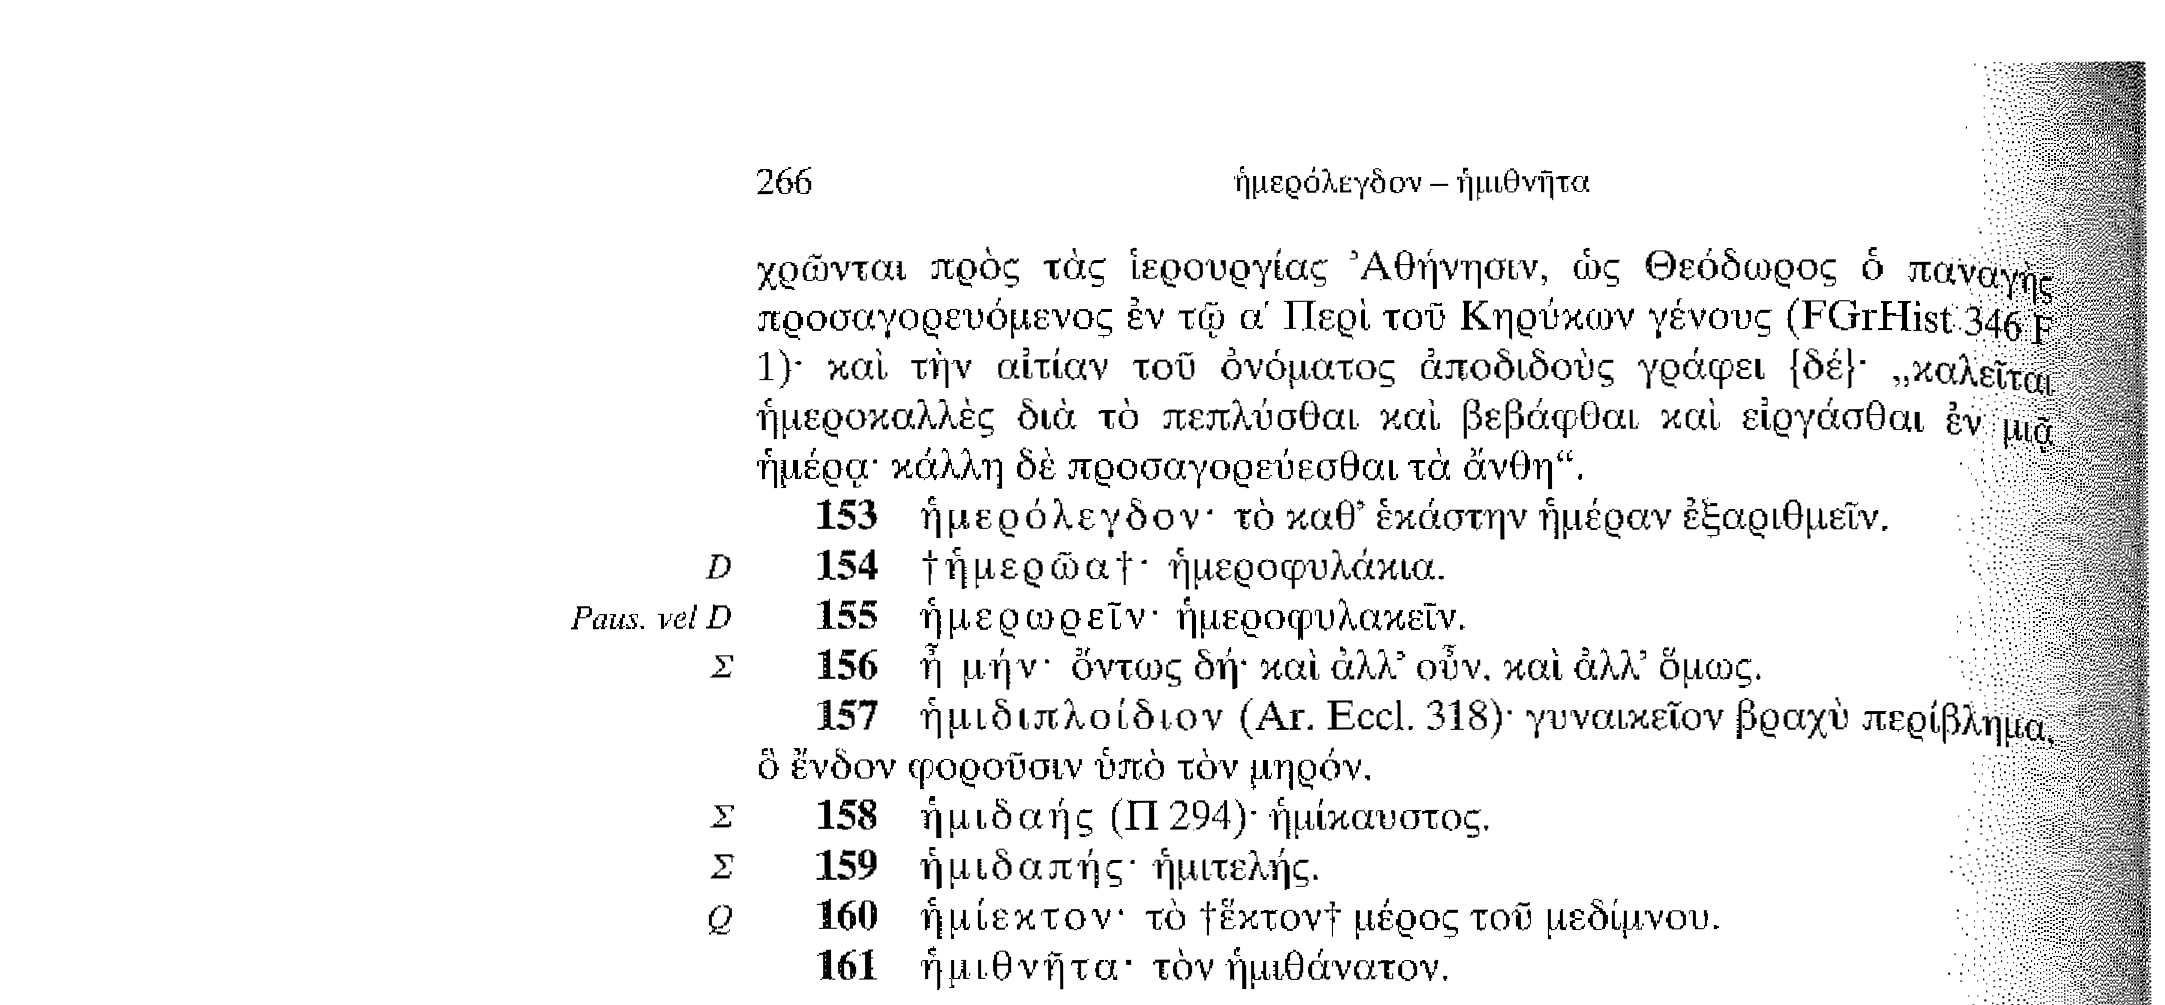 266 ἡμερόλεγδον – ἡμιθνῆτα
χρῶνται πρὸς τὰς ἱερουργίας Ἀθήνησιν, ὡς Θεόδωρος ὁ παναγὴς
προσαγορευόμενος ἐν τῷ α′ Περὶ τοῦ Κηρύκων γένους (FGrHist 346 F
1)· καὶ τὴν αἰτίαν τοῦ ὀνόματος ἀποδιδοὺς γράφει {δέ}· „καλεῖται
ἡμεροκαλλὲς διὰ τὸ πεπλύσθαι καὶ βεβάφθαι καὶ εἰργάσθαι ἐν μιᾷ
ἡμέρᾳ· κάλλη δὲ προσαγορεύεσθαι τὰ ἄνθη“.
153 ἡμερόλεγδον· τὸ καθ’ ἑκάστην ἡμέραν ἐξαριθμεῖν.
D 154 †ἡμερῶα†· ἡμεροφυλάκια.
Paus. vel D 155 ἡμερωρεῖν· ἡμεροφυλακεῖν.
Σ 156 ἦ μήν· ὄντως δή· καὶ ἀλλ’ οὖν. καὶ ἀλλ’ ὅμως.
157 ἡμιδιπλοίδιον (Ar. Eccl. 318)· γυναικεῖον βραχὺ περίβλημα,
ὃ ἔνδον φοροῦσιν ὑπὸ τὸν μηρόν.
Σ 158 ἡμιδαής (Π 294)· ἡμίκαυστος.
Σ 159 ἡμιδαπής· ἡμιτελής.
Q 160 ἡμίεκτον· τὸ †ἕκτον† μέρος τοῦ μεδίμνου.
161 ἡμιθνῆτα· τὸν ἡμιθάνατον.